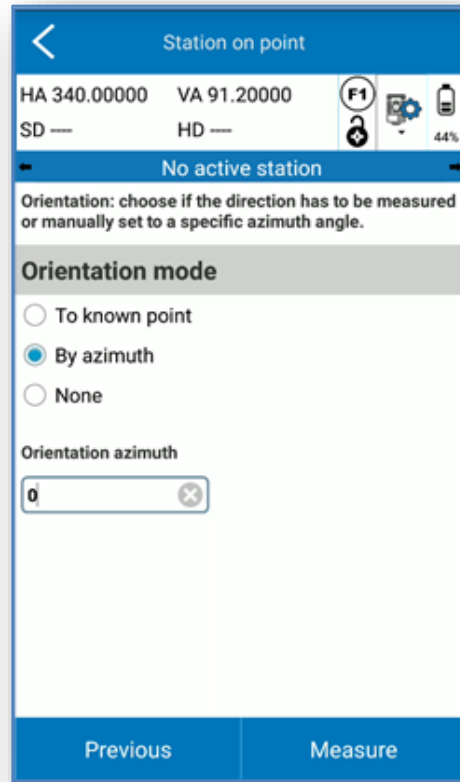 Station on point
HA 340.00000 VA 91.20000 F1
SD ---- HD ---- 44%
No active station
Orientation: choose if the direction has to be measured
or manually set to a specific azimuth angle.
Orientation mode
To known point
By azimuth
None
Orientation azimuth
0
Previous Measure